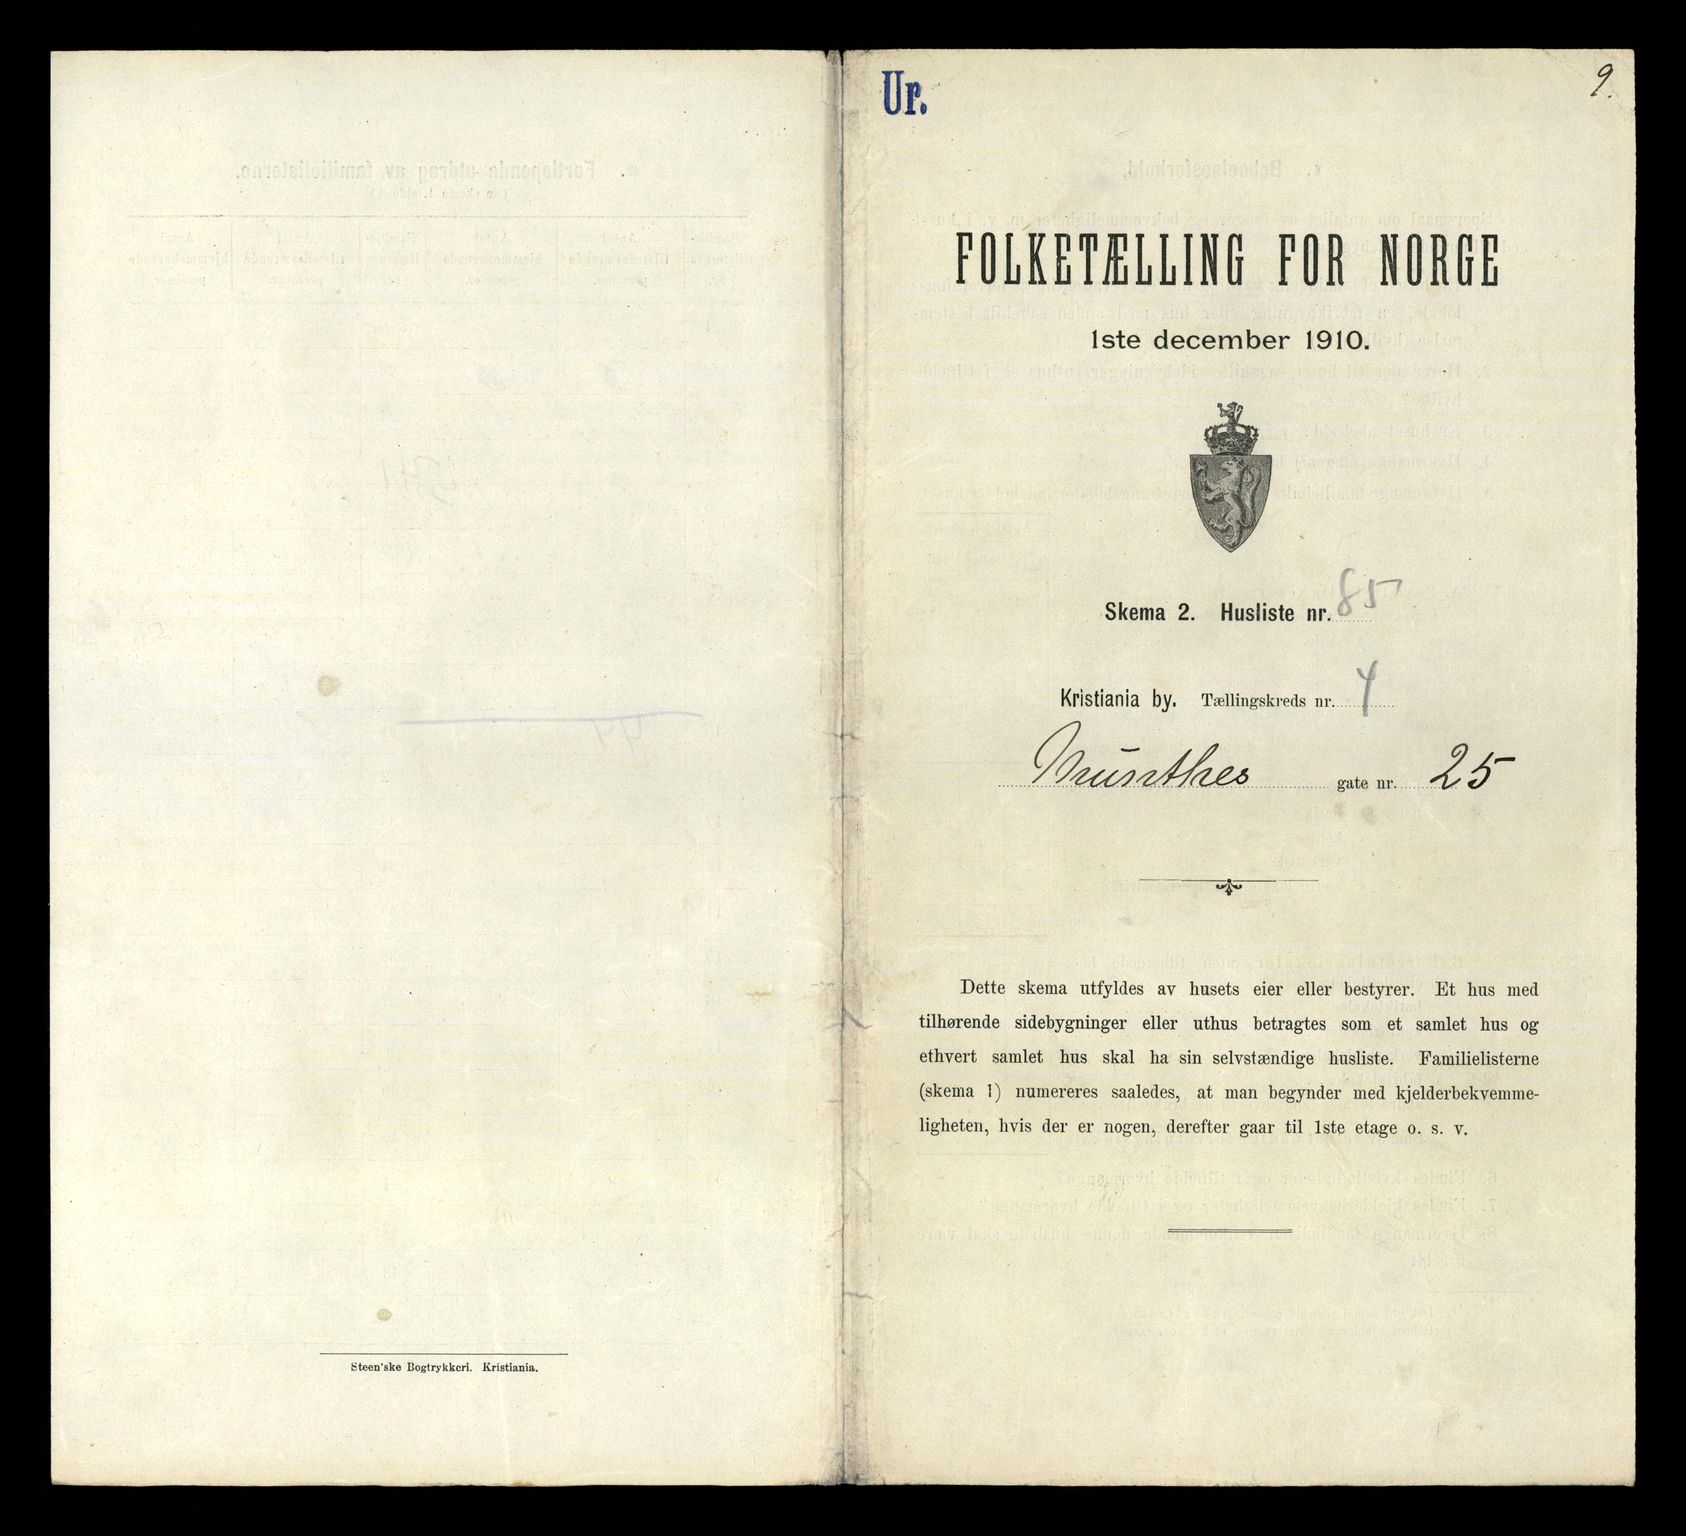 Steen'ske Bogtrykkeri. Kristiania.
Ur.
9.
FOLKETÆLLING FOR NORGE
1ste december 1910.
Skema 2. Husliste nr. 85
Kristiania by. Tællingskreds nr. 4
Munthes gate nr. 25
Dette skema utfyldes av husets eier eller bestyrer. Et hus med
tilhørende sidebygninger eller uthus betragtes som et samlet hus og
ethvert samlet hus skal ha sin selvstændige husliste. Familielisterne
(skema 1) numereres saaledes, at man begynder med kjelderbekvemme-
ligheten, hvis der er nogen, derefter gaar til 1ste etage o. s. v.